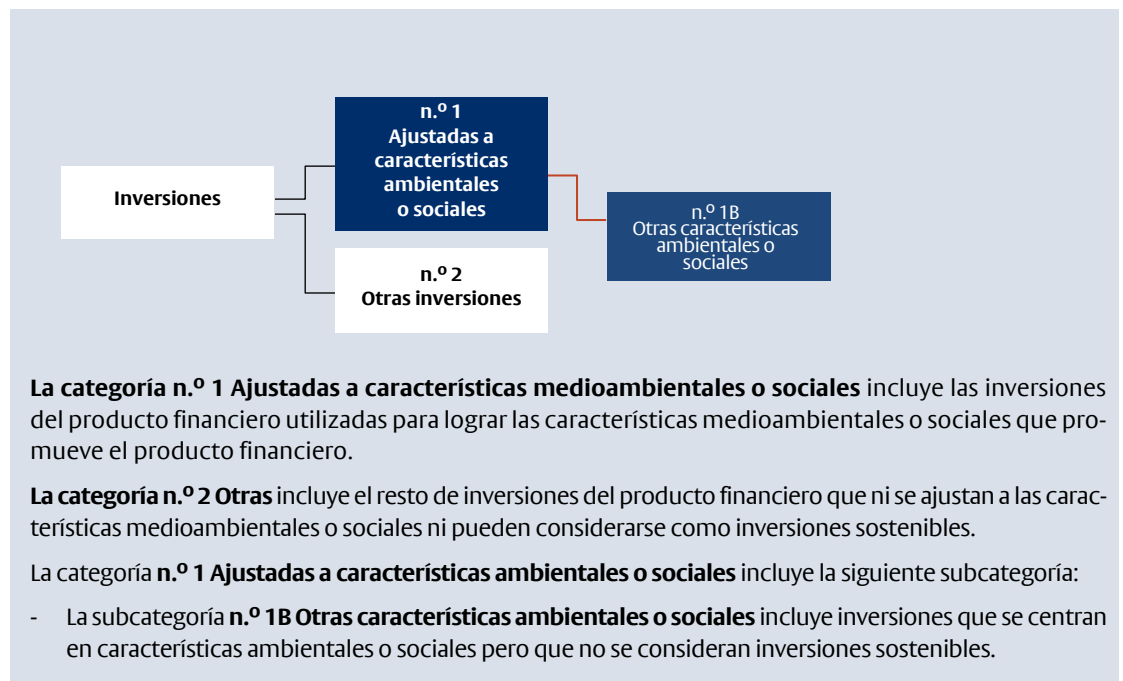 n.º 1
Ajustadas a
características
ambientales
o sociales
Inversiones
n.º 1B
Otras características
ambientales o
sociales
n.º 2
Otras inversiones
La categoría n.º 1 Ajustadas a características medioambientales o sociales incluye las inversiones
del producto financiero utilizadas para lograr las características medioambientales o sociales que pro-
mueve el producto financiero.
La categoría n.º 2 Otras incluye el resto de inversiones del producto financiero que ni se ajustan a las carac-
terísticas medioambientales o sociales ni pueden considerarse como inversiones sostenibles.
La categoría n.º 1 Ajustadas a características ambientales o sociales incluye la siguiente subcategoría:
- La subcategoría n.º 1B Otras características ambientales o sociales incluye inversiones que se centran
en características ambientales o sociales pero que no se consideran inversiones sostenibles.